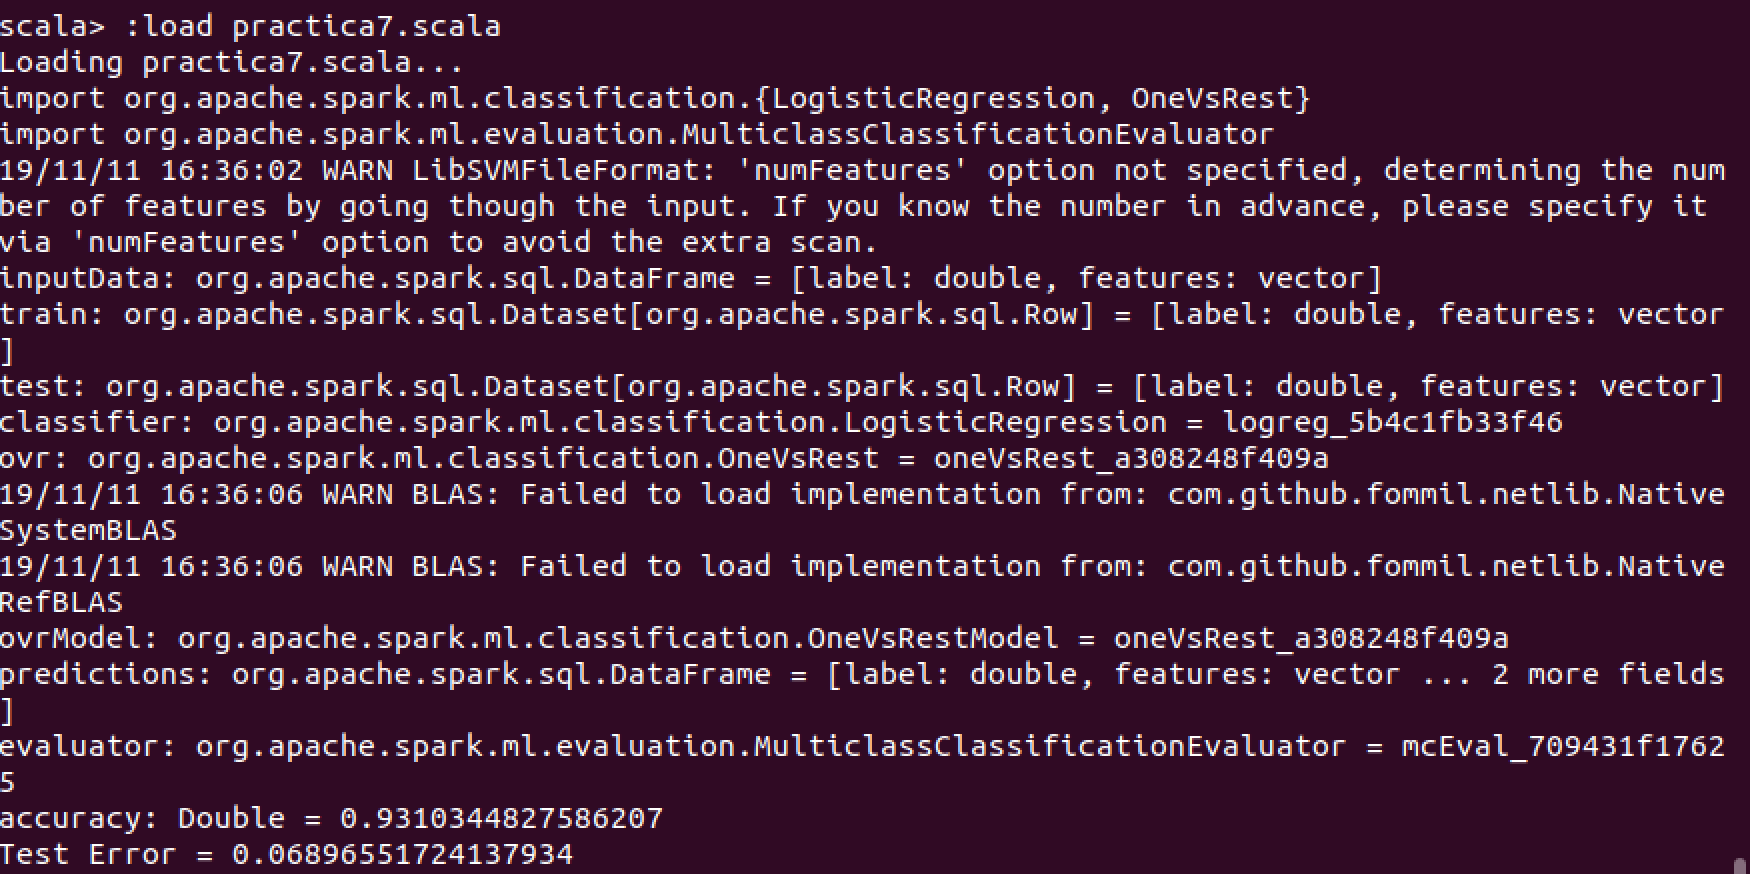 scala> :load practica7.scala
Loading practica7.scala...
import org.apache.spark.ml.classification.{LogisticRegression, OneVsRest}
import org.apache.spark.ml.evaluation.MulticlassClassificationEvaluator
19/11/11 16:36:02 WARN LibSVMFileFormat: 'numFeatures' option not specified, determining the num
ber of features by going though the input. If you know the number in advance, please specify it
via 'numFeatures' option to avoid the extra scan.
inputData: org.apache.spark.sql.DataFrame = [label: double, features: vector]
train: org.apache.spark.sql.Dataset[org.apache.spark.sql.Row] = [label: double, features: vector
]
test: org.apache.spark.sql.Dataset[org.apache.spark.sql.Row] = [label: double, features: vector]
classifier: org.apache.spark.ml.classification.LogisticRegression = logreg_5b4c1fb33f46
ovr: org.apache.spark.ml.classification.OneVsRest = oneVsRest_a308248f409a
19/11/11 16:36:06 WARN BLAS: Failed to load implementation from: com.github.fommil.netlib.Native
SystemBLAS
19/11/11 16:36:06 WARN BLAS: Failed to load implementation from: com.github.fommil.netlib.Native
RefBLAS
ovrModel: org.apache.spark.ml.classification.OneVsRestModel = oneVsRest_a308248f409a
predictions: org.apache.spark.sql.DataFrame = [label: double, features: vector ... 2 more fields
]
evaluator: org.apache.spark.ml.evaluation.MulticlassClassificationEvaluator = mcEval_709431f1762
5
accuracy: Double = 0.9310344827586207
Test Error = 0.06896551724137934